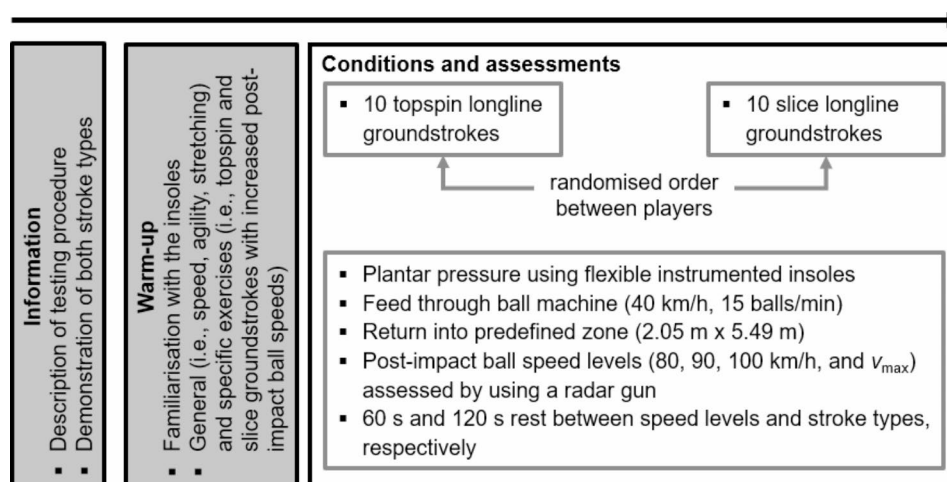 Information
▪ Description of testing procedure
▪ Demonstration of both stroke types
Warm-up
▪ Familiarisation with the insoles
▪ General (i.e., speed, agility, stretching)
and specific exercises (i.e., topspin and
slice groundstrokes with increased post-
impact ball speeds)
Conditions and assessments
▪ 10 topspin longline
groundstrokes
▪ 10 slice longline
groundstrokes
randomised order
between players
▪ Plantar pressure using flexible instrumented insoles
▪ Feed through ball machine (40 km/h, 15 balls/min)
▪ Return into predefined zone (2.05 m x 5.49 m)
▪ Post-impact ball speed levels (80, 90, 100 km/h, and vmax)
assessed by using a radar gun
▪ 60 s and 120 s rest between speed levels and stroke types,
respectively